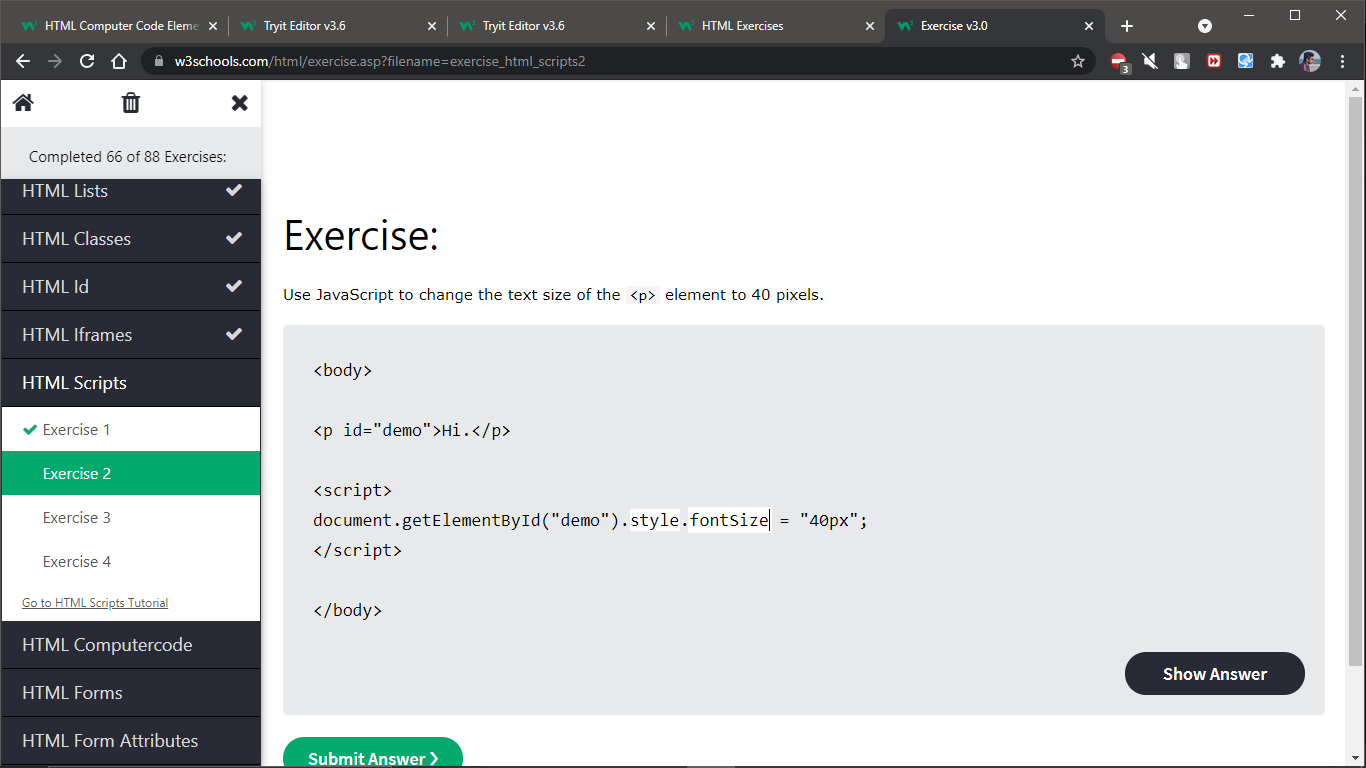 HTML Computer Code Eleme
Tryit Editor v3.6
Tryit Editor v3.6
HTML Exercises
Exercise v3.0
w3schools.com/html/exercise.asp?filename=exercise_html_scripts2
3
Completed 66 of 88 Exercises:
HTML Lists
HTML Classes
HTML Id
HTML Iframes
HTML Scripts
Exercise 1
Exercise 2
Exercise 3
Exercise 4
Go to HTML Scripts Tutorial
HTML Computercode
HTML Forms
HTML Form Attributes
Exercise:
Use JavaScript to change the text size of the <p> element to 40 pixels.
<body>
<p id="demo">Hi.</p>
<script>
document.getElementById("demo").style.fontSize = "40px";
</script>
</body>
Show Answer
Submit Answer ❯